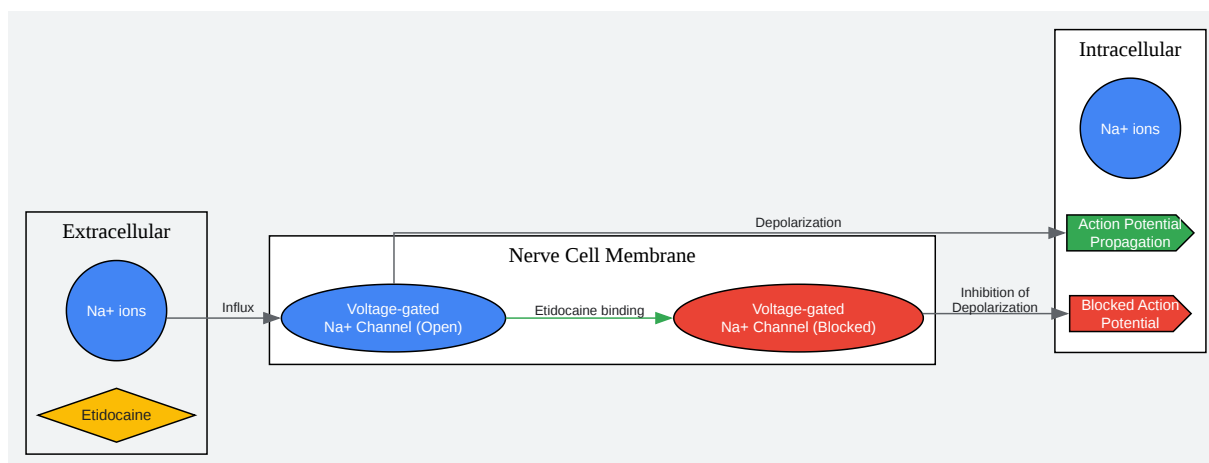 Extracellular
Na+ ions
Etidocaine
Influx
Nerve Cell Membrane
Voltage-gated
Na+ Channel (Open)
Etidocaine binding
Voltage-gated
Na+ Channel (Blocked)
Depolarization
Inhibition of
Depolarization
Intracellular
Na+ ions
Action Potential
Propagation
Blocked Action
Potential